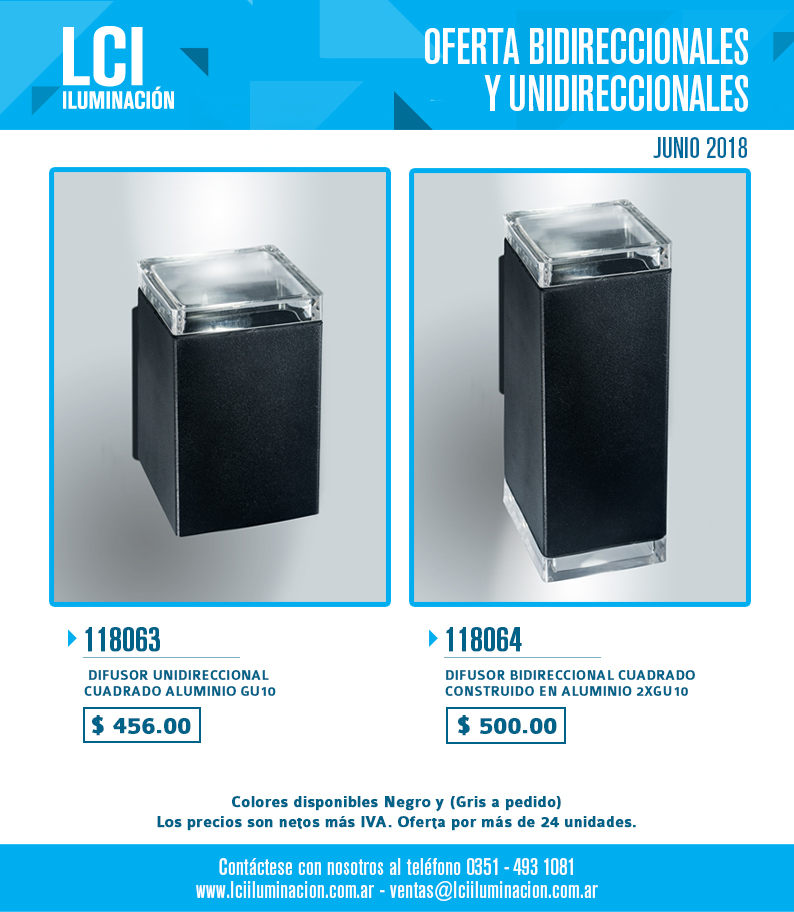 LCI
ILUMINACIÓN
OFERTA BIDIRECCIONALES
Y UNIDIRECCIONALES
JUNIO 2018
118063
DIFUSOR UNIDIRECCIONAL
CUADRADO ALUMINIO GU10
$ 456.00
118064
DIFUSOR BIDIRECCIONAL CUADRADO
CONSTRUIDO EN ALUMINIO 2XGU10
$ 500.00
Colores disponibles Negro y (Gris a pedido)
Los precios son netos más IVA. Oferta por más de 24 unidades.
Contáctese con nosotros al teléfono 0351 - 493 1081
www.lciiluminacion.com.ar - ventas@lciiluminacion.com.ar